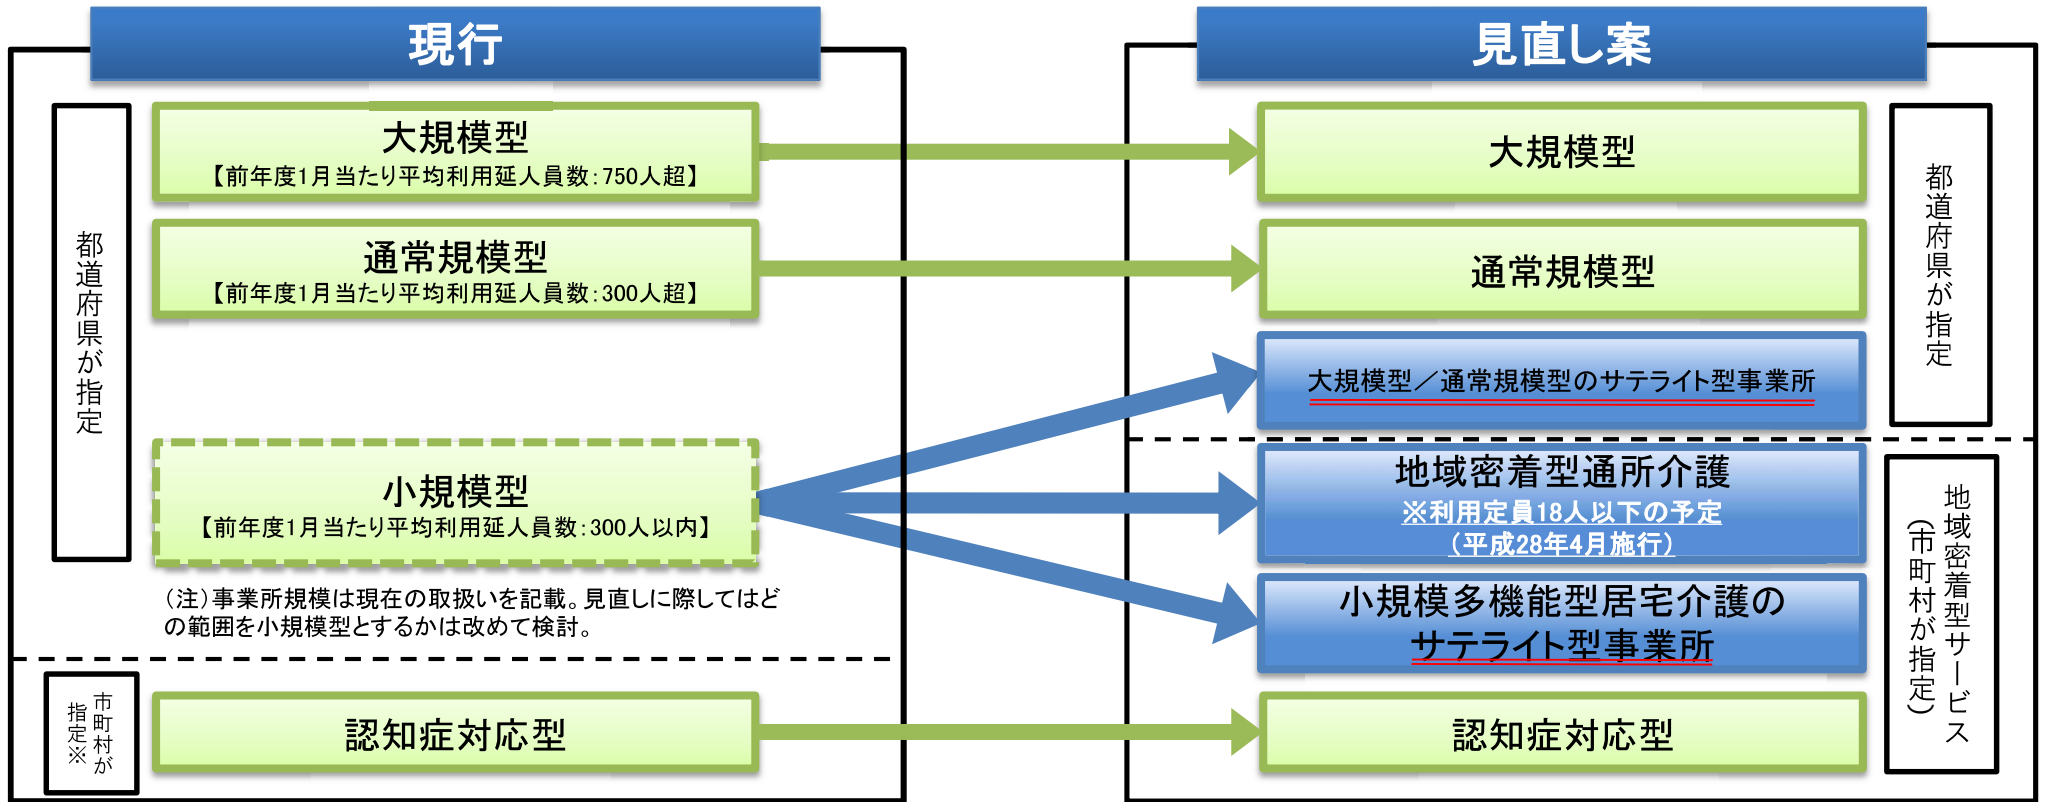 現行
都道府県が指定
大規模型
【前年度1月当たり平均利用延人員数：750人超】
通常規模型
【前年度1月当たり平均利用延人員数：300人超】
小規模型
【前年度1月当たり平均利用延人員数：300人以内】
（注）事業所規模は現在の取扱いを記載。見直しに際してはど
の範囲を小規模型とするかは改めて検討。
市町村が
指定※
認知症対応型
見直し案
大規模型
通常規模型
大規模型／通常規模型のサテライト型事業所
都道府県が指定
地域密着型通所介護
※利用定員18人以下の予定
（平成28年4月施行）
小規模多機能型居宅介護の
サテライト型事業所
認知症対応型
地域密着型サービス
（市町村が指定）